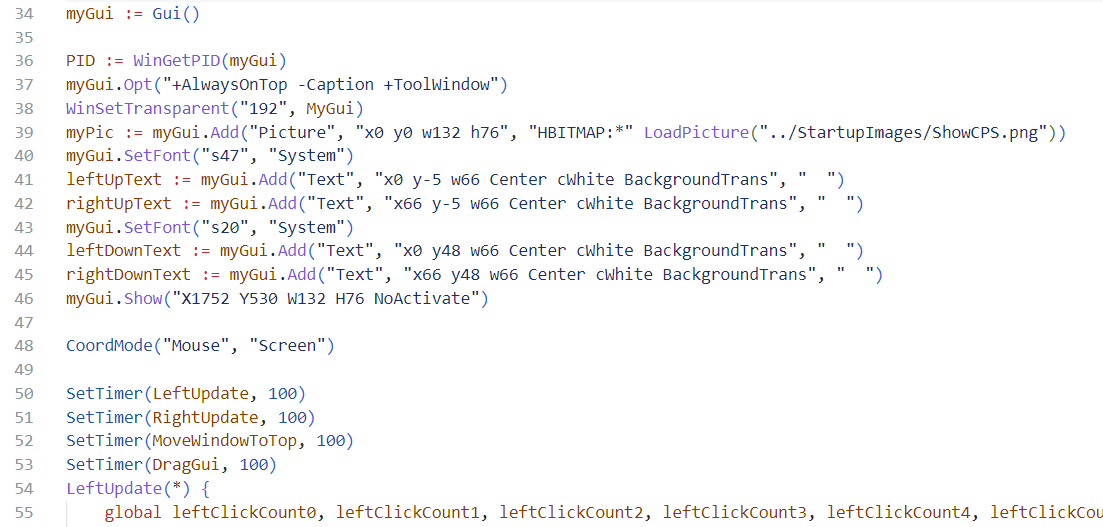 34 myGui := Gui()
35
36 PID := WinGetPID(myGui)
37 myGui.Opt("+AlwaysOnTop -Caption +ToolWindow")
38 WinSetTransparent("192", MyGui)
39 myPic := myGui.Add("Picture", "x0 y0 w132 h76", "HBITMAP:*" LoadPicture("../StartupImages/ShowCPS.png"))
40 myGui.SetFont("s47", "System")
41 leftUpText := myGui.Add("Text", "x0 y-5 w66 Center cWhite BackgroundTrans", "  ")
42 rightUpText := myGui.Add("Text", "x66 y-5 w66 Center cWhite BackgroundTrans", "  ")
43 myGui.SetFont("s20", "System")
44 leftDownText := myGui.Add("Text", "x0 y48 w66 Center cWhite BackgroundTrans", "  ")
45 rightDownText := myGui.Add("Text", "x66 y48 w66 Center cWhite BackgroundTrans", "  ")
46 myGui.Show("X1752 Y530 W132 H76 NoActivate")
47
48 CoordMode("Mouse", "Screen")
49
50 SetTimer(LeftUpdate, 100)
51 SetTimer(RightUpdate, 100)
52 SetTimer(MoveWindowToTop, 100)
53 SetTimer(DragGui, 100)
54 LeftUpdate(*) {
55 global leftClickCount0, leftClickCount1, leftClickCount2, leftClickCount3, leftClickCount4, leftClickCou